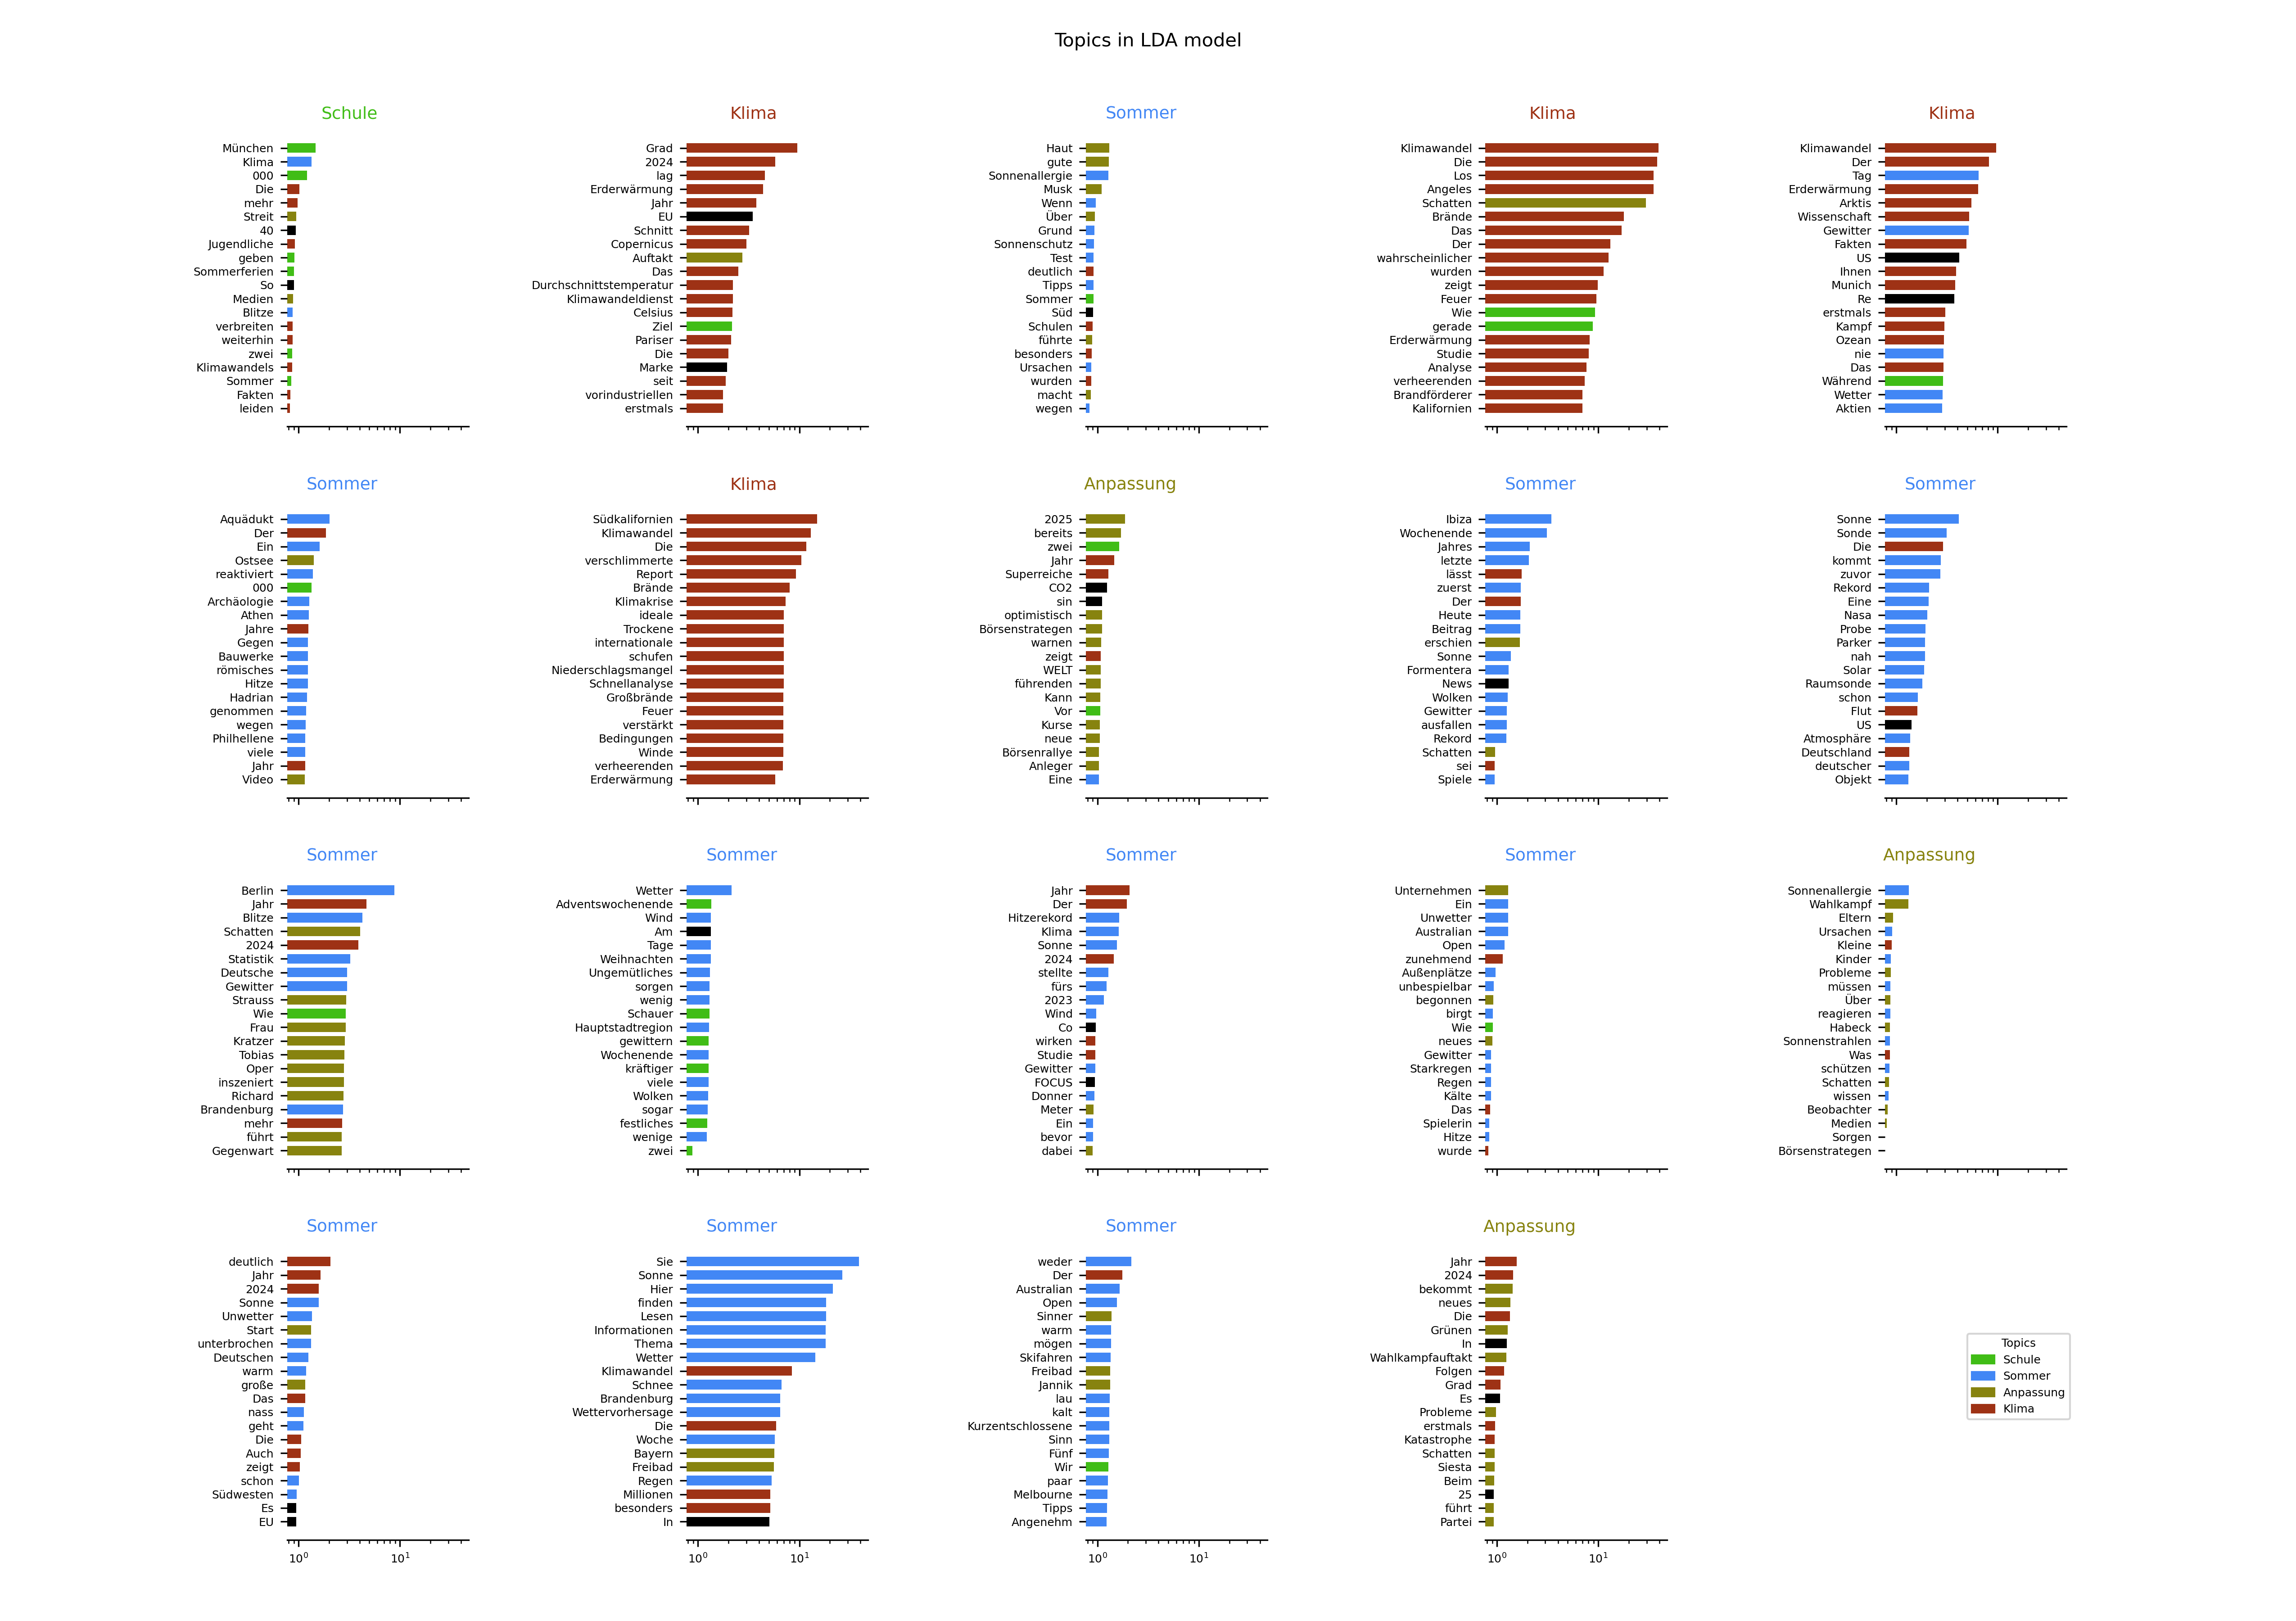 Topics in LDA model
Schule
München
Klima
000
Die
mehr
Streit
40
Jugendliche
geben
Sommerferien
So
Medien
Blitze
verbreiten
weiterhin
zwei
Klimawandels
Sommer
Fakten
leiden
Klima
Grad
2024
lag
Erderwärmung
Jahr
EU
Schnitt
Copernicus
Auftakt
Das
Durchschnittstemperatur
Klimawandeldienst
Celsius
Ziel
Pariser
Die
Marke
seit
vorindustriellen
erstmals
Sommer
Haut
gute
Sonnenallergie
Musk
Wenn
Über
Grund
Sonnenschutz
Test
deutlich
Tipps
Sommer
Süd
Schulen
führte
besonders
Ursachen
wurden
macht
wegen
Klima
Klimawandel
Die
Los
Angeles
Schatten
Brände
Das
Der
wahrscheinlicher
wurden
zeigt
Feuer
Wie
gerade
Erderwärmung
Studie
Analyse
verheerenden
Brandförderer
Kalifornien
Klima
Klimawandel
Der
Tag
Erderwärmung
Arktis
Wissenschaft
Gewitter
Fakten
US
Ihnen
Munich
Re
erstmals
Kampf
Ozean
nie
Das
Während
Wetter
Aktien
Sommer
Aquädukt
Der
Ein
Ostsee
reaktiviert
000
Archäologie
Athen
Jahre
Gegen
Bauwerke
römisches
Hitze
Hadrian
genommen
wegen
Philhellene
viele
Jahr
Video
Klima
Südkalifornien
Klimawandel
Die
verschlimmerte
Report
Brände
Klimakrise
ideale
Trockene
internationale
schufen
Niederschlagsmangel
Schnellanalyse
Großbrände
Feuer
verstärkt
Bedingungen
Winde
verheerenden
Erderwärmung
Anpassung
2025
bereits
zwei
Jahr
Superreiche
CO2
sin
optimistisch
Börsenstrategen
warnen
zeigt
WELT
führenden
Kann
Vor
Kurse
neue
Börsenrallye
Anleger
Eine
Sommer
Ibiza
Wochenende
Jahres
letzte
lässt
zuerst
Der
Heute
Beitrag
erschien
Sonne
Formentera
News
Wolken
Gewitter
ausfallen
Rekord
Schatten
sei
Spiele
Sommer
Sonne
Sonde
Die
kommt
zuvor
Rekord
Eine
Nasa
Probe
Parker
nah
Solar
Raumsonde
schon
Flut
US
Atmosphäre
Deutschland
deutscher
Objekt
Sommer
Berlin
Jahr
Blitze
Schatten
2024
Statistik
Deutsche
Gewitter
Strauss
Wie
Frau
Kratzer
Tobias
Oper
inszeniert
Richard
Brandenburg
mehr
führt
Gegenwart
Sommer
Wetter
Adventswochenende
Wind
Am
Tage
Weihnachten
Ungemütliches
sorgen
wenig
Schauer
Hauptstadtregion
gewittern
Wochenende
kräftiger
viele
Wolken
sogar
festliches
wenige
zwei
Sommer
Jahr
Der
Hitzerekord
Klima
Sonne
2024
stellte
fürs
2023
Wind
Co
wirken
Studie
Gewitter
FOCUS
Donner
Meter
Ein
bevor
dabei
Sommer
Unternehmen
Ein
Unwetter
Australian
Open
zunehmend
Außenplätze
unbespielbar
begonnen
birgt
Wie
neues
Gewitter
Starkregen
Regen
Kälte
Das
Spielerin
Hitze
wurde
Anpassung
Sonnenallergie
Wahlkampf
Eltern
Ursachen
Kleine
Kinder
Probleme
müssen
Über
reagieren
Habeck
Sonnenstrahlen
Was
schützen
Schatten
wissen
Beobachter
Medien
Sorgen
Börsenstrategen
Sommer
deutlich
Jahr
2024
Sonne
Unwetter
Start
unterbrochen
Deutschen
warm
große
Das
nass
geht
Die
Auch
zeigt
schon
Südwesten
Es
EU
10⁰ 10¹
Sommer
Sie
Sonne
Hier
finden
Lesen
Informationen
Thema
Wetter
Klimawandel
Schnee
Brandenburg
Wettervorhersage
Die
Woche
Bayern
Freibad
Regen
Millionen
besonders
In
10⁰ 10¹
Sommer
weder
Der
Australian
Open
Sinner
warm
mögen
Skifahren
Freibad
Jannik
lau
kalt
Kurzentschlossene
Sinn
Fünf
Wir
paar
Melbourne
Tipps
Angenehm
10⁰ 10¹
Anpassung
Jahr
2024
bekommt
neues
Die
Grünen
In
Wahlkampfauftakt
Folgen
Grad
Es
Probleme
erstmals
Katastrophe
Schatten
Siesta
Beim
25
führt
Partei
10⁰ 10¹
Topics
Schule
Sommer
Anpassung
Klima